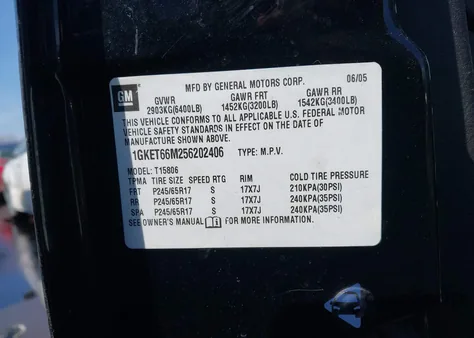 GM
MFD BY GENERAL MOTORS CORP. 06/05
GVWR GAWR FRT GAWR RR
2903KG(6400LB) 1452KG(3200LB) 1542KG(3400LB)
THIS VEHICLE CONFORMS TO ALL APPLICABLE U.S. FEDERAL MOTOR
VEHICLE SAFETY STANDARDS IN EFFECT ON THE DATE OF
MANUFACTURE SHOWN ABOVE.
1GKET66M256202406 TYPE: M.P.V.
MODEL: T15806
TPMA TIRE SIZE SPEED RTG RIM COLD TIRE PRESSURE
FRT P245/65R17 S 17X7J 210KPA(30PSI)
RR P245/65R17 S 17X7J 240KPA(35PSI)
SPA P245/65R17 S 17X7J 240KPA(35PSI)
SEE OWNER'S MANUAL FOR MORE INFORMATION.